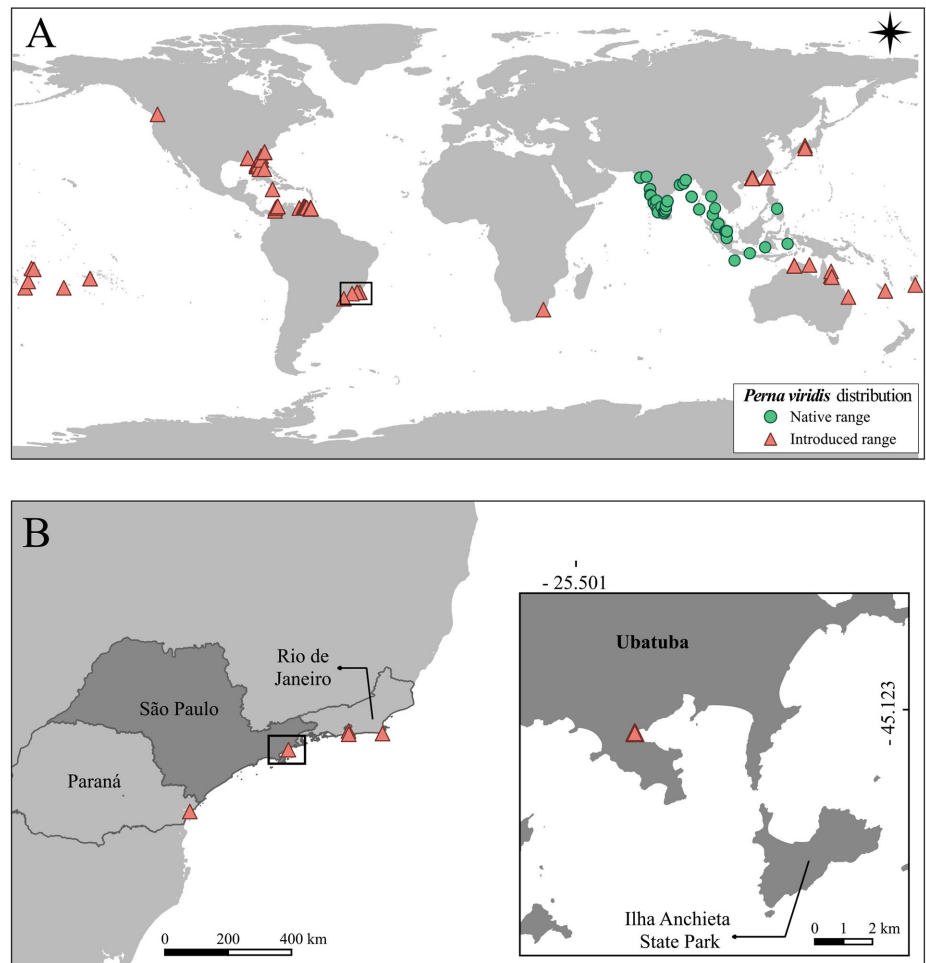 A
Perna viridis distribution
Native range
Introduced range
B
Rio de
Janeiro
São Paulo
Paraná
0 200 400 km
- 25.501
Ubatuba
- 45.123
Ilha Anchieta
State Park
0 1 2 km